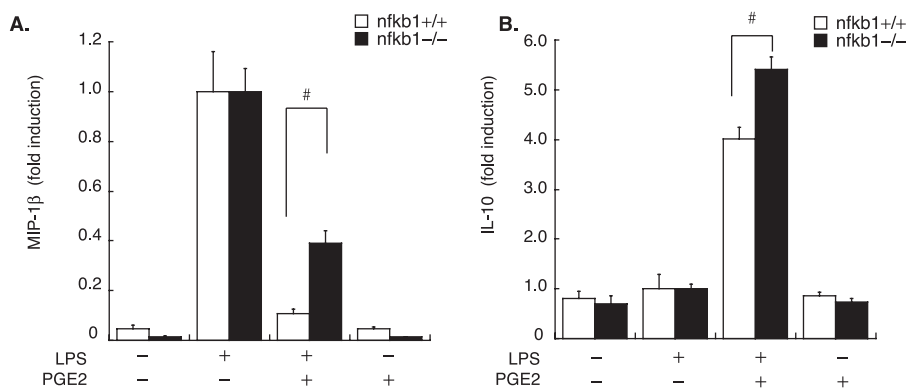 A.
nfkb1+/+
nfkb1−/−
MIP-1β (fold induction)
1.2
1.0
0.8
0.6
0.4
0.2
0
#
LPS − + + −
PGE2 − − + +
B.
nfkb1+/+
nfkb1−/−
IL-10 (fold induction)
6.0
5.0
4.0
3.0
2.0
1.0
0.0
#
LPS − + + −
PGE2 − − + +